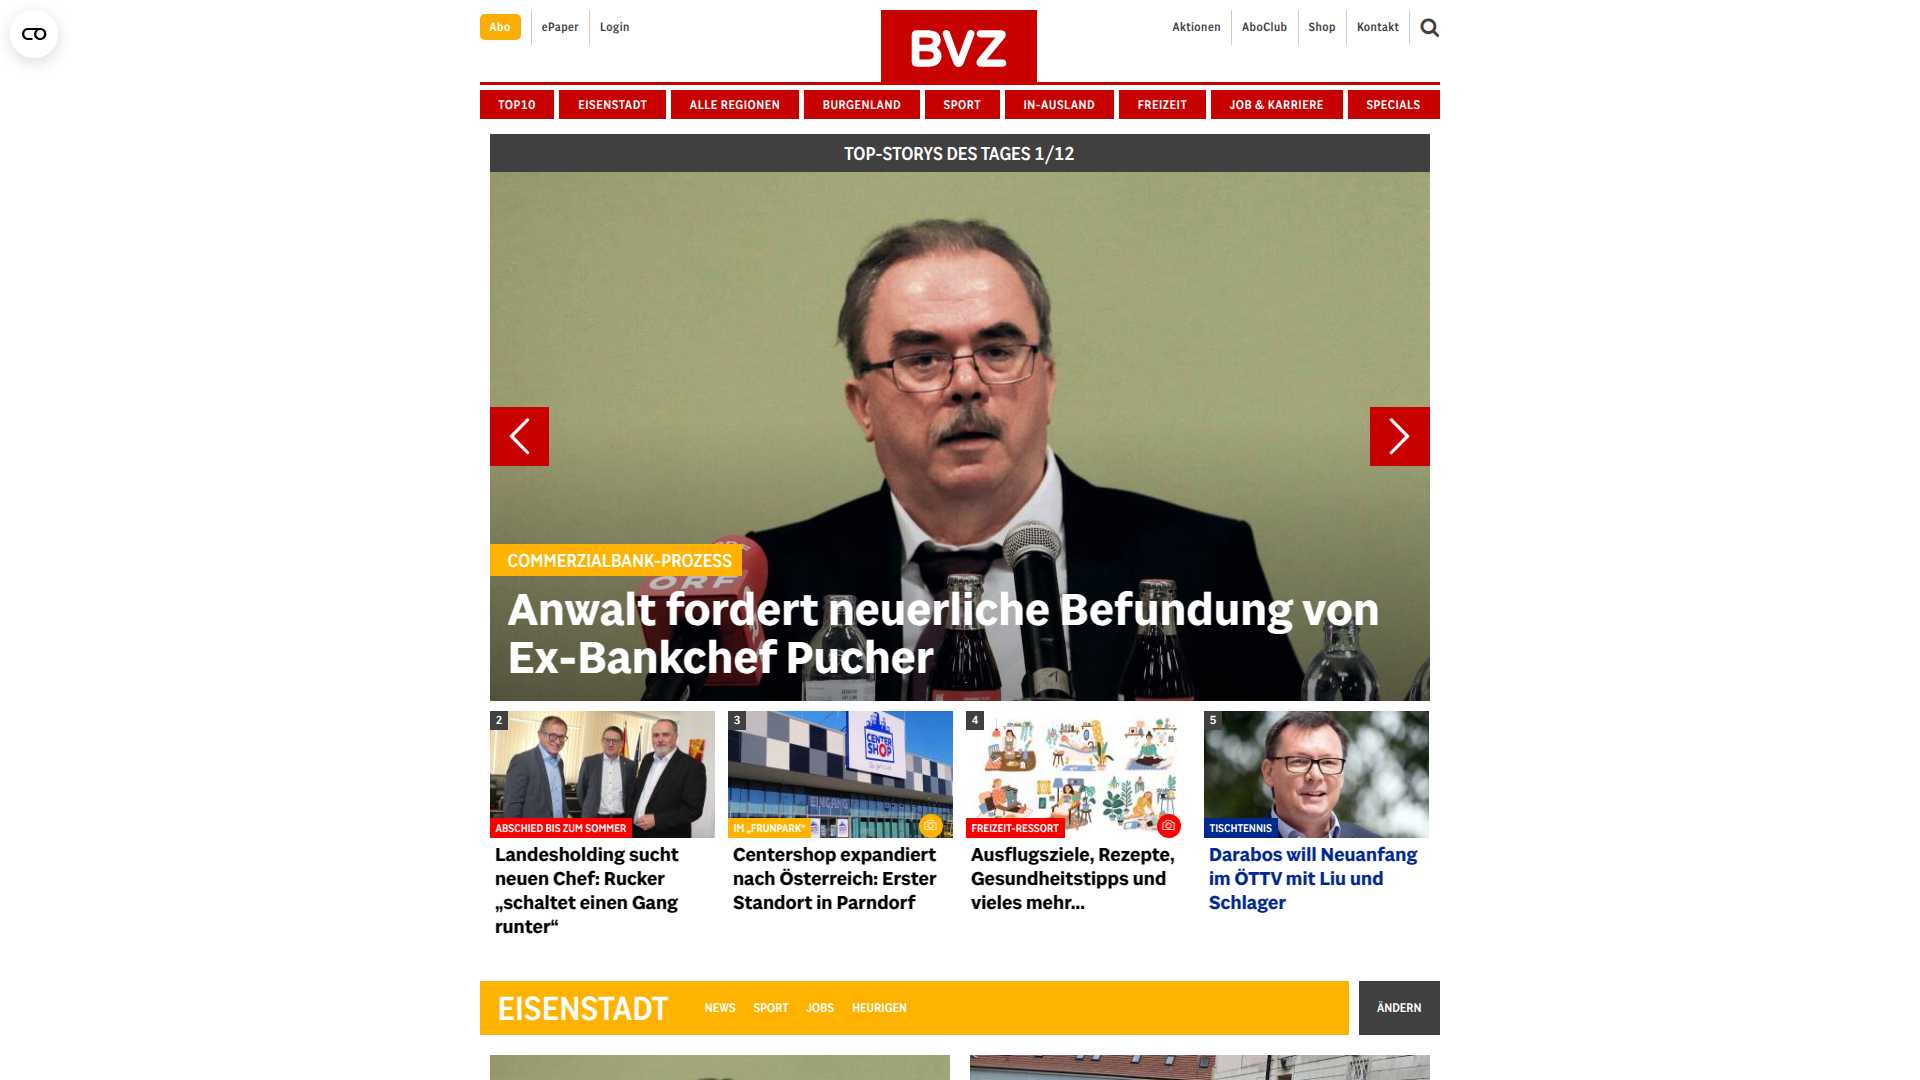 Abo
ePaper
Login
BVZ
Aktionen
AboClub
Shop
Kontakt
TOP10
EISENSTADT
ALLE REGIONEN
BURGENLAND
SPORT
IN-AUSLAND
FREIZEIT
JOB & KARRIERE
SPECIALS
TOP-STORYS DES TAGES 1/12
COMMERZIALBANK-PROZESS
ORF
Anwalt fordert neuerliche Befundung von
Ex-Bankchef Pucher
2
ABSCHIED BIS ZUM SOMMER
Landesholding sucht
neuen Chef: Rucker
„schaltet einen Gang
runter“
3
CENTER
SHOP
EINGANG
IM „FRUNPARK“
Centershop expandiert
nach Österreich: Erster
Standort in Parndorf
4
FREIZEIT-RESSORT
Ausflugsziele, Rezepte,
Gesundheitstipps und
vieles mehr...
5
TISCHTENNIS
Darabos will Neuanfang
im ÖTTV mit Liu und
Schlager
EISENSTADT
NEWS
SPORT
JOBS
HEURIGEN
ÄNDERN